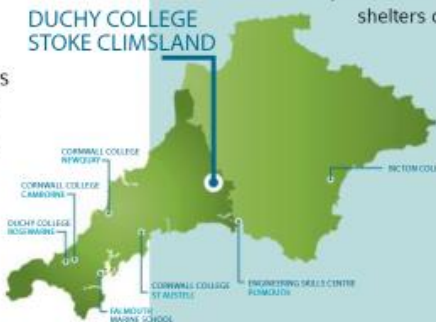 shelters
DUCHY COLLEGE
STOKE CLIMSLAND
CORNWALL COLLEGE
NEWQUAY
CORNWALL COLLEGE
CAMBORNE
DUCHY COLLEGE
ROSEWARNE
BICTON
CORNWALL COLLEGE
ST AUSTELL
ENGINEERING SKILLS CENTRE
PLYMOUTH
FALMOUTH
MARINE SCHOOL